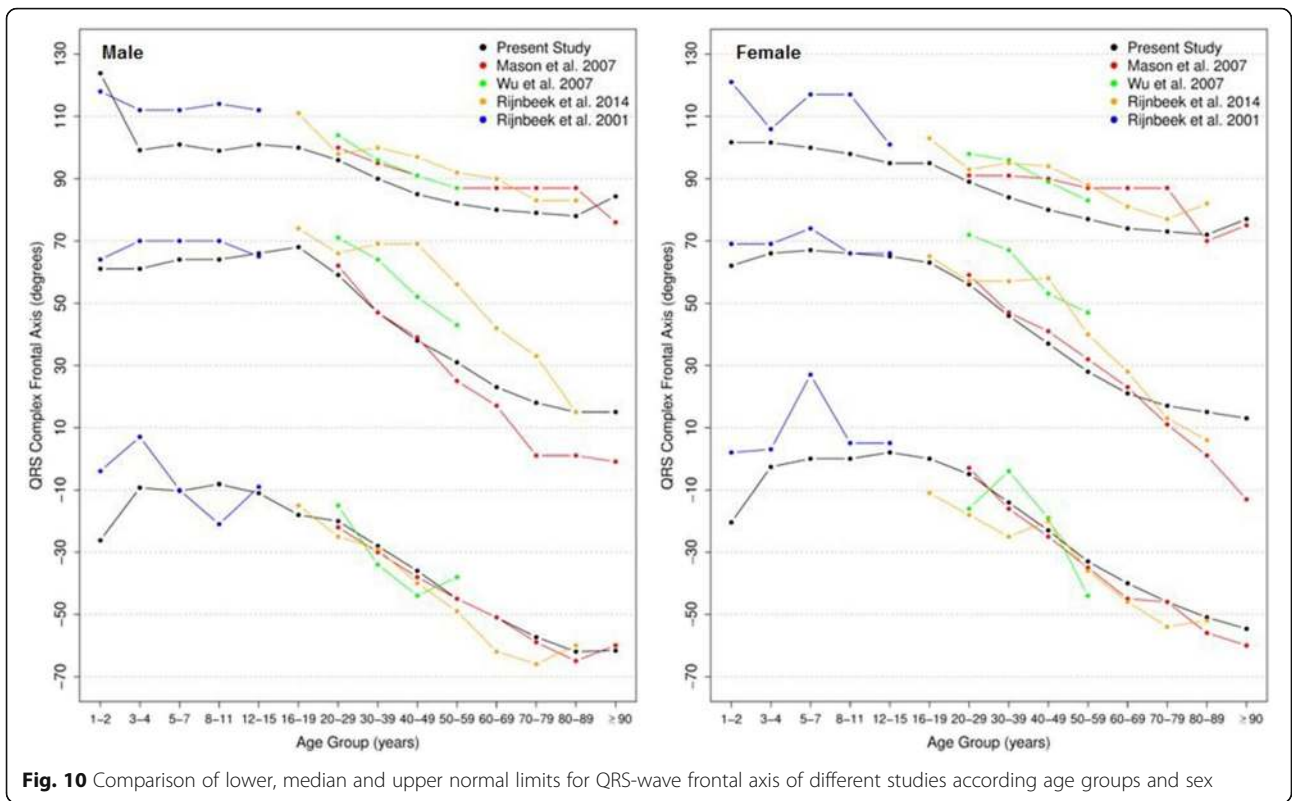 Male
Present Study
Mason et al. 2007
Wu et al. 2007
Rijnbeek et al. 2014
Rijnbeek et al. 2001
QRS Complex Frontal Axis (degrees)
130
110
90
70
50
30
10
−10
−30
−50
−70
1−2 3−4 5−7 8−11 12−15 16−19 20−29 30−39 40−49 50−59 60−69 70−79 80−89 ≥90
Age Group (years)
Female
Present Study
Mason et al. 2007
Wu et al. 2007
Rijnbeek et al. 2014
Rijnbeek et al. 2001
QRS Complex Frontal Axis (degrees)
130
110
90
70
50
30
10
−10
−30
−50
−70
1−2 3−4 5−7 8−11 12−15 16−19 20−29 30−39 40−49 50−59 60−69 70−79 80−89 ≥90
Age Group (years)
Fig. 10 Comparison of lower, median and upper normal limits for QRS-wave frontal axis of different studies according age groups and sex